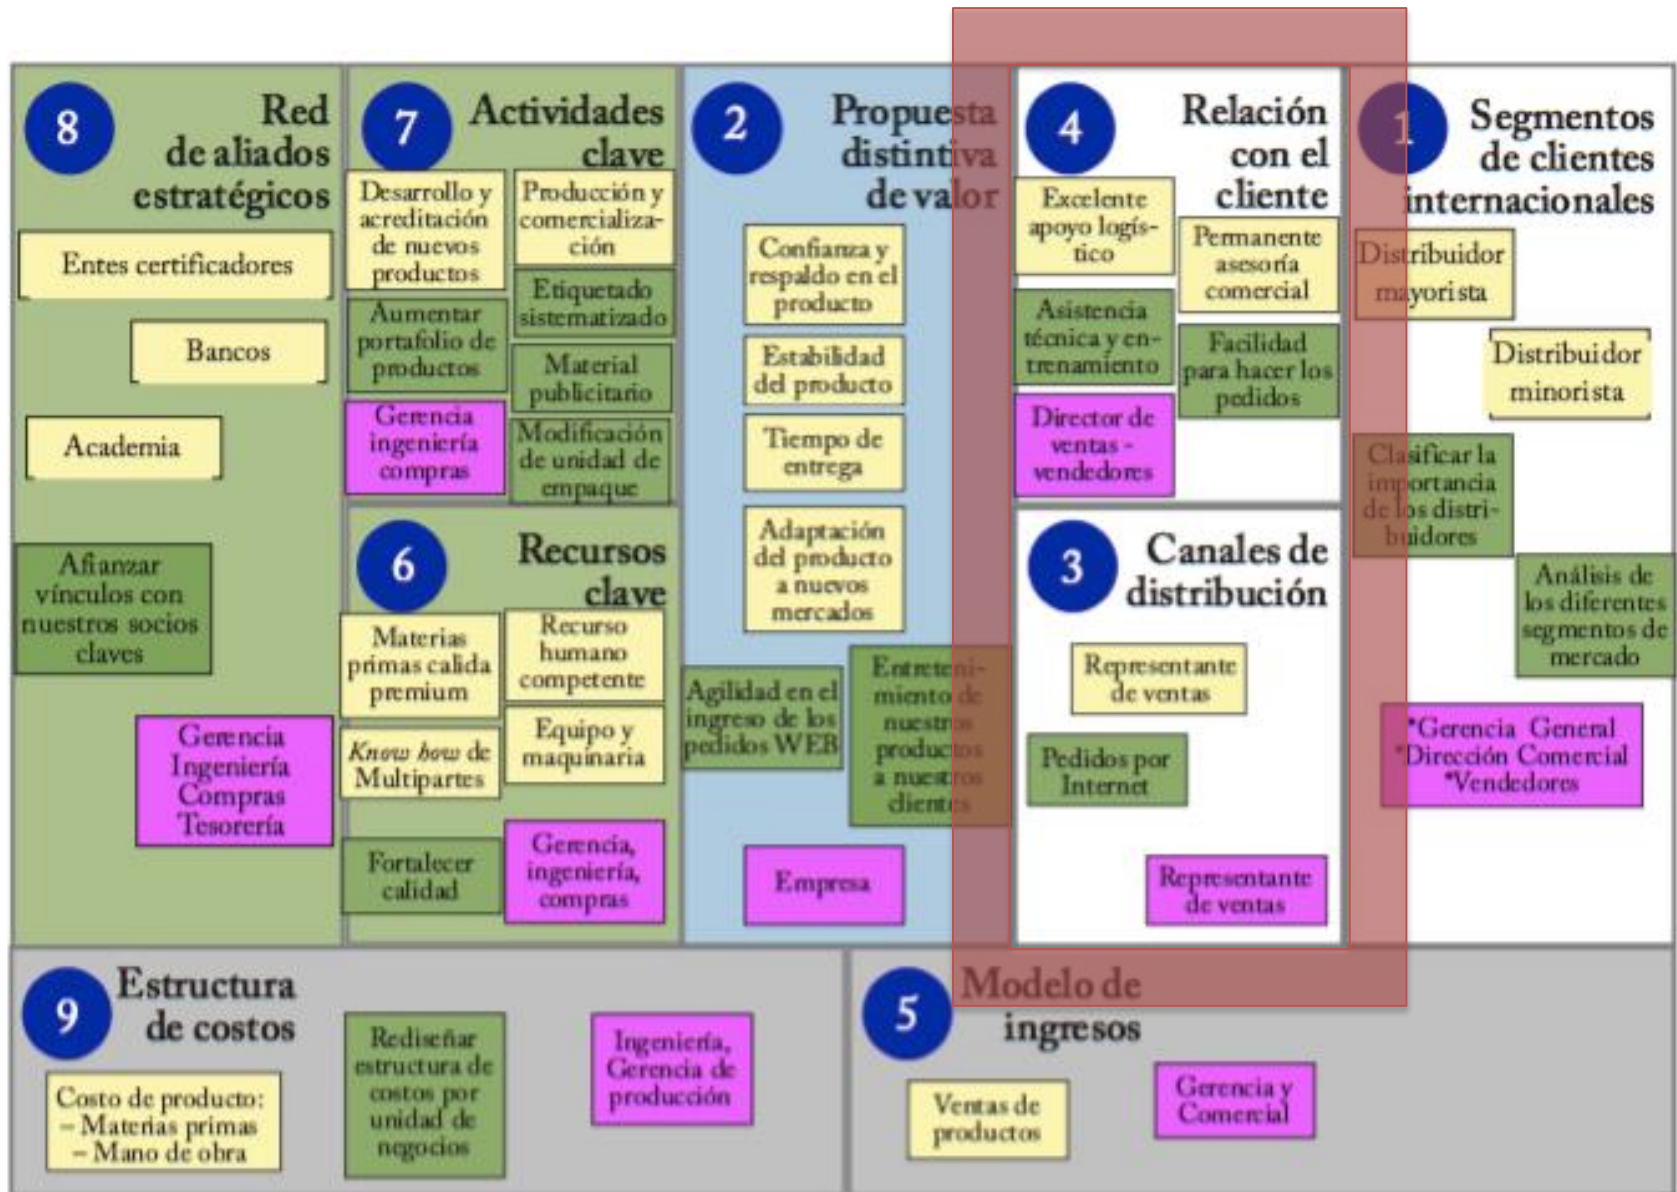 8
Red
de aliados
estratégicos
Entes certificadores
Bancos
Academia
Afianzar
vínculos con
nuestros socios
claves
Gerencia
Ingeniería
Compras
Tesorería
7
Actividades
clave
Desarrollo y
acreditación
de nuevos
productos
Producción y
comercializa-
ción
Aumentar
portafolio de
productos
Etiquetado
sistematizado
Material
publicitario
Gerencia
ingeniería
compras
Modificación
de unidad de
empaque
6
Recursos
clave
Materias
primas calida
premium
Recurso
humano
competente
Know how de
Multipartes
Equipo y
maquinaria
Fortalecer
calidad
Gerencia,
ingeniería,
compras
2
Propuesta
distintiva
de valor
Confianza y
respaldo en el
producto
Estabilidad
del producto
Tiempo de
entrega
Adaptación
del producto
a nuevos
mercados
Agilidad en el
ingreso de los
pedidos WEB
Entreteni-
miento de
nuestros
productos
a nuestros
clientes
Empresa
4
Relación
con el
cliente
Excelente
apoyo logís-
tico
Permanente
asesoría
comercial
Asistencia
técnica y en-
trenamiento
Facilidad
para hacer los
pedidos
Director de
ventas -
vendedores
3
Canales de
distribución
Representante
de ventas
Pedidos por
Internet
Representante
de ventas
1
Segmentos
de clientes
internacionales
Distribuidor
mayorista
Distribuidor
minorista
Clasificar la
importancia
de los distri-
buidores
Análisis de
los diferentes
segmentos de
mercado
*Gerencia General
*Dirección Comercial
*Vendedores
9
Estructura
de costos
Costo de producto:
– Materias primas
– Mano de obra
Rediseñar
estructura de
costos por
unidad de
negocios
Ingeniería,
Gerencia de
producción
5
Modelo de
ingresos
Ventas de
productos
Gerencia y
Comercial